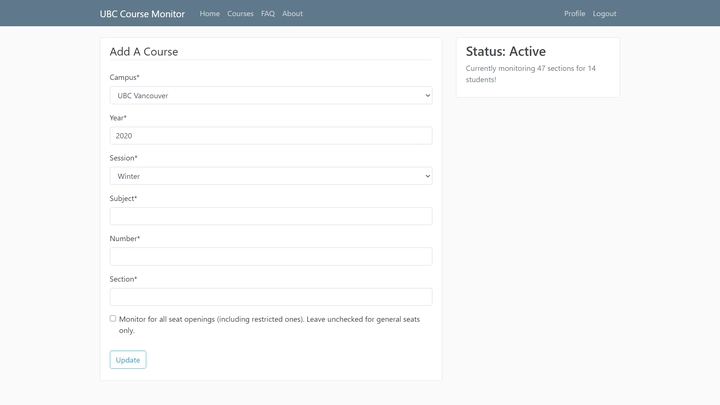 UBC Course Monitor Home Courses FAQ About Profile Logout
Add A Course
Campus*
UBC Vancouver
Year*
2020
Session*
Winter
Subject*
Number*
Section*
Monitor for all seat openings (including restricted ones). Leave unchecked for general seats
only.
Update
Status: Active
Currently monitoring 47 sections for 14
students!